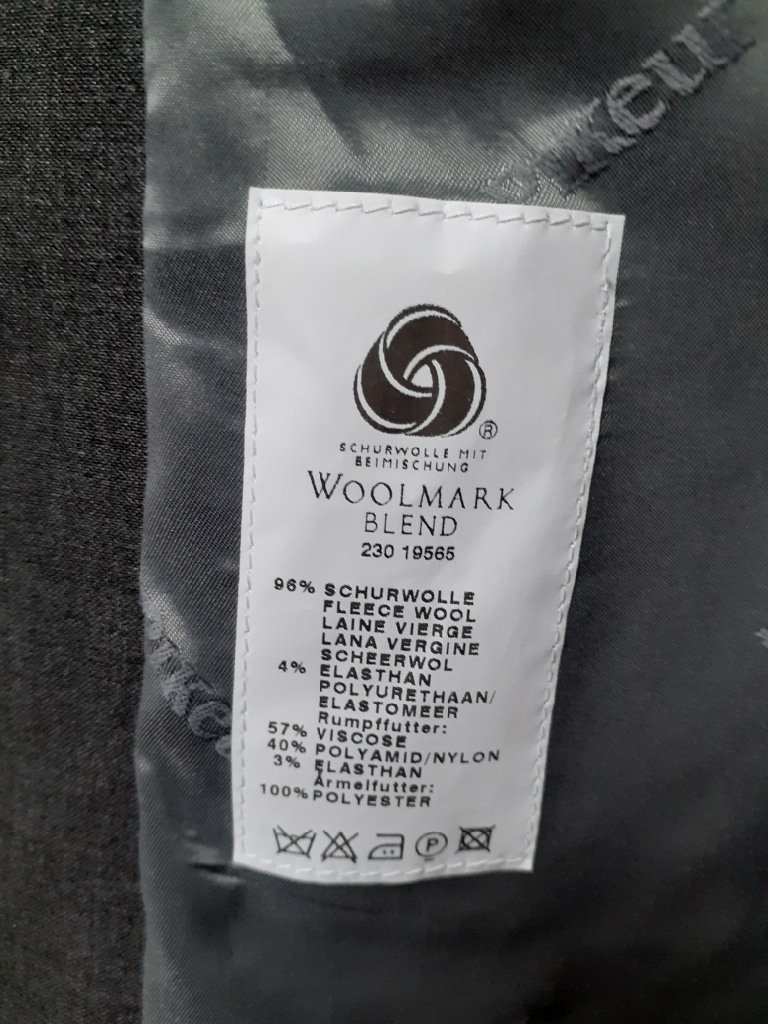 keur
®
SCHURWOLLE MIT
BEIMISCHUNG
WOOLMARK
BLEND
230 19565
96% SCHURWOLLE
FLEECE WOOL
LAINE VIERGE
LANA VERGINE
SCHEERWOL
4% ELASTHAN
POLYURETHAAN/
ELASTOMEER
Rumpffutter:
57% VISCOSE
40% POLYAMID/NYLON
3% ELASTHAN
Ärmelfutter:
100% POLYESTER
P